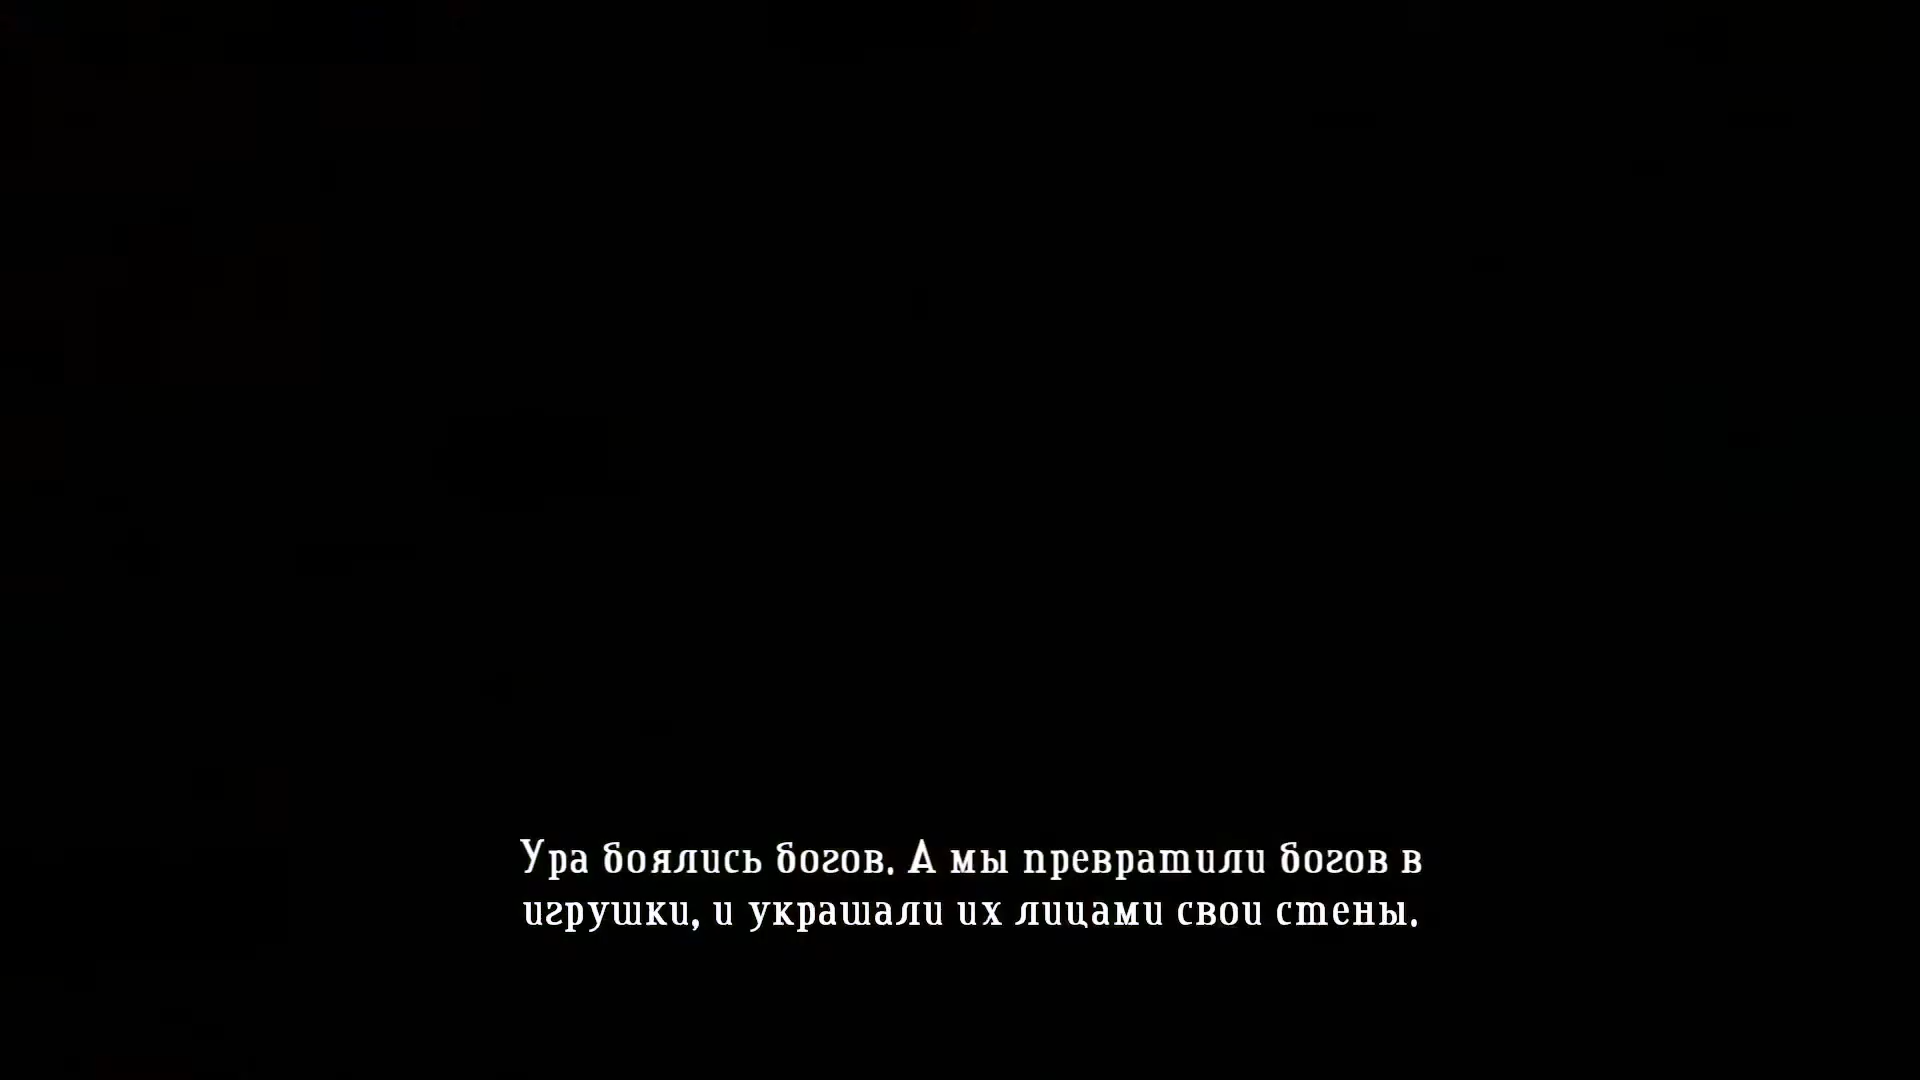 Ура боялись богов. А мы превратили богов в
игрушки, и украшали их лицами свои стены.